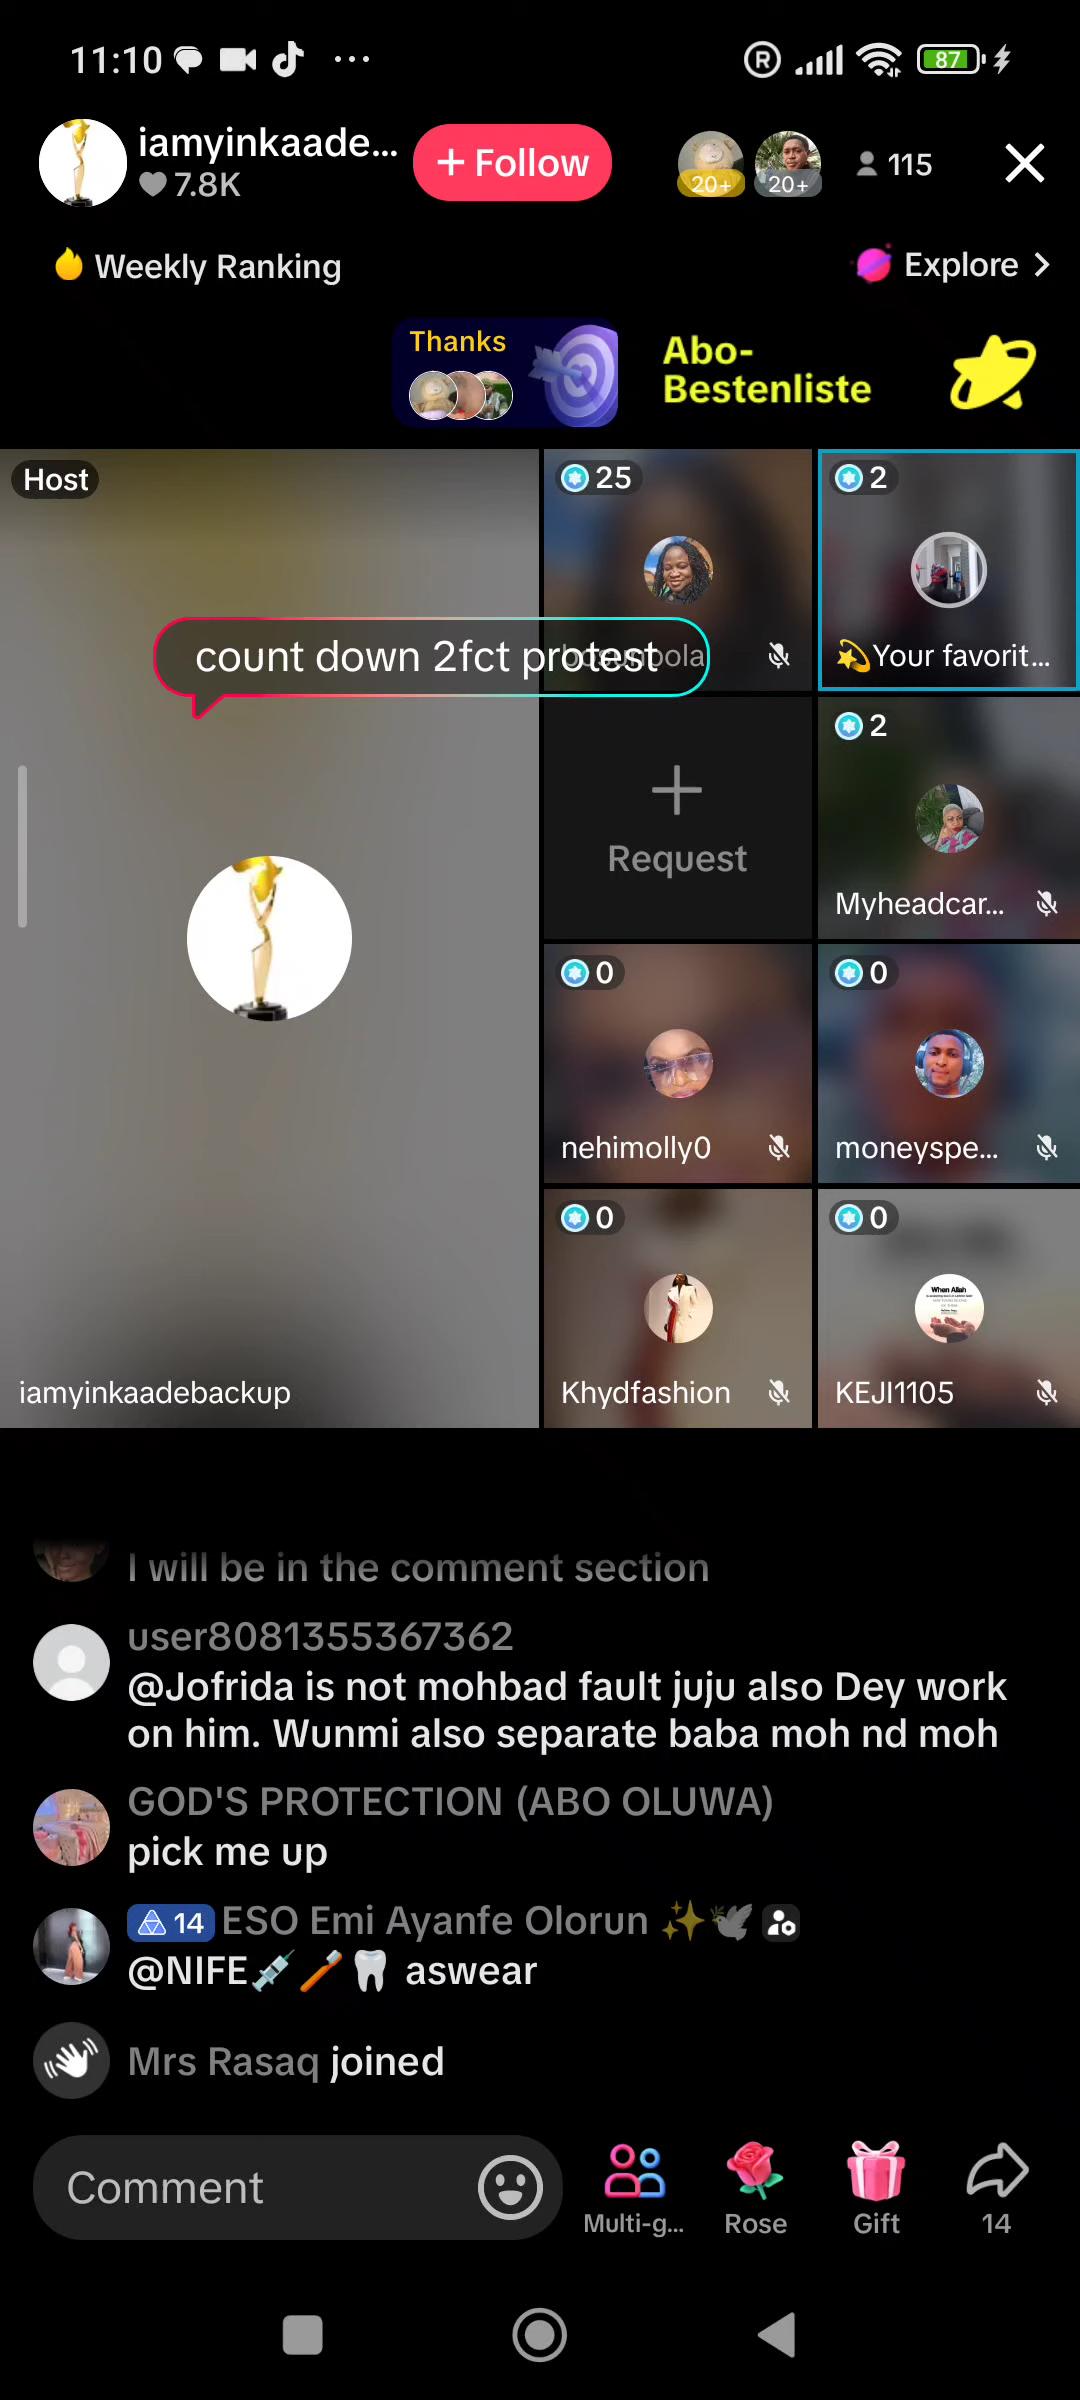 11:10
R
87
iamyinkaade...
7.8K
+ Follow
20+
20+
115
Weekly Ranking
Explore
Thanks
Abo-
Bestenliste
Host
25
2
count down 2fct protest
Your favorit...
Request
2
Myheadcar...
0
nehimolly0
0
moneyspe...
iamyinkaadebackup
0
Khydfashion
0
When Allah
KEJI1105
I will be in the comment section
user8081355367362
@Jofrida is not mohbad fault juju also Dey work
on him. Wunmi also separate baba moh nd moh
GOD'S PROTECTION (ABO OLUWA)
pick me up
14 ESO Emi Ayanfe Olorun ✨🕊
@NIFE💉🪥🦷 aswear
Mrs Rasaq joined
Comment
Multi-g...
Rose
Gift
14